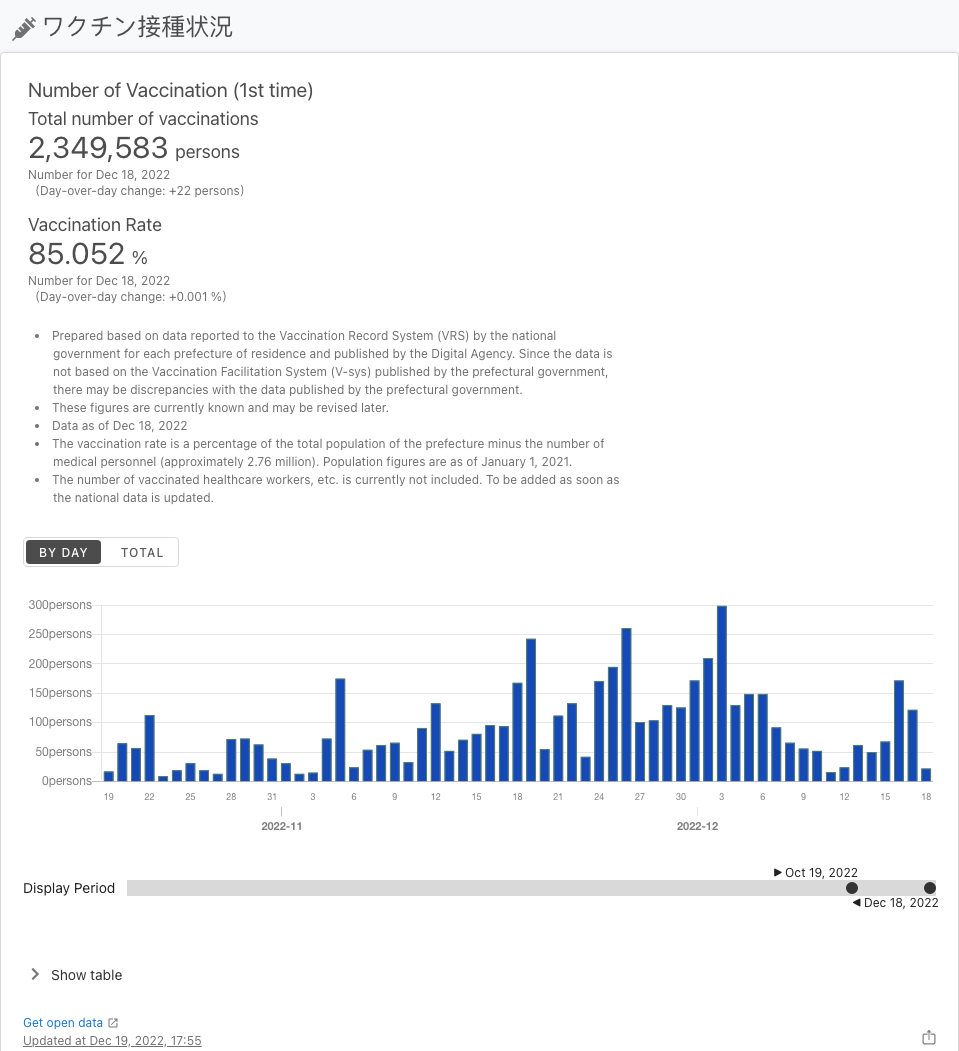 ワクチン接種状況
Number of Vaccination (1st time)
Total number of vaccinations
2,349,583 persons
Number for Dec 18, 2022
(Day-over-day change: +22 persons)
Vaccination Rate
85.052 %
Number for Dec 18, 2022
(Day-over-day change: +0.001 %)
• Prepared based on data reported to the Vaccination Record System (VRS) by the national
government for each prefecture of residence and published by the Digital Agency. Since the data is
not based on the Vaccination Facilitation System (V-sys) published by the prefectural government,
there may be discrepancies with the data published by the prefectural government.
• These figures are currently known and may be revised later.
• Data as of Dec 18, 2022
• The vaccination rate is a percentage of the total population of the prefecture minus the number of
medical personnel (approximately 2.76 million). Population figures are as of January 1, 2021.
• The number of vaccinated healthcare workers, etc. is currently not included. To be added as soon as
the national data is updated.
BY DAY TOTAL
300persons
250persons
200persons
150persons
100persons
50persons
0persons
19 22 25 28 31 3 6 9 12 15 18 21 24 27 30 3 6 9 12 15 18
2022-11 2022-12
Oct 19, 2022
Display Period
Dec 18, 2022
Show table
Get open data
Updated at Dec 19, 2022, 17:55